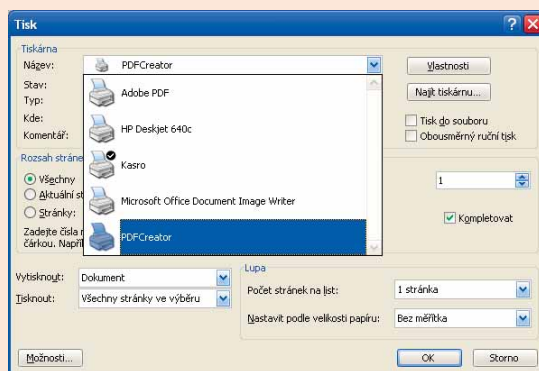 Tisk
Tiskárna
Název: PDFCreator
Vlastnosti
Stav:
Adobe PDF
Najít tiskárnu...
Typ:
Kde:
HP Deskjet 640c
Tisk do souboru
Komentář:
Obousměrný ruční tisk
Rozsah stráne
Kasro
Všechny
1
Aktuální st
Microsoft Office Document Image Writer
Stránky:
Kompletovat
Zadejte čísla r
PDFCreator
čárkou. Např
Vytisknout: Dokument
Lupa
Tisknout: Všechny stránky ve výběru
Počet stránek na list: 1 stránka
Nastavit podle velikosti papíru: Bez měřítka
Možnosti...
OK
Storno